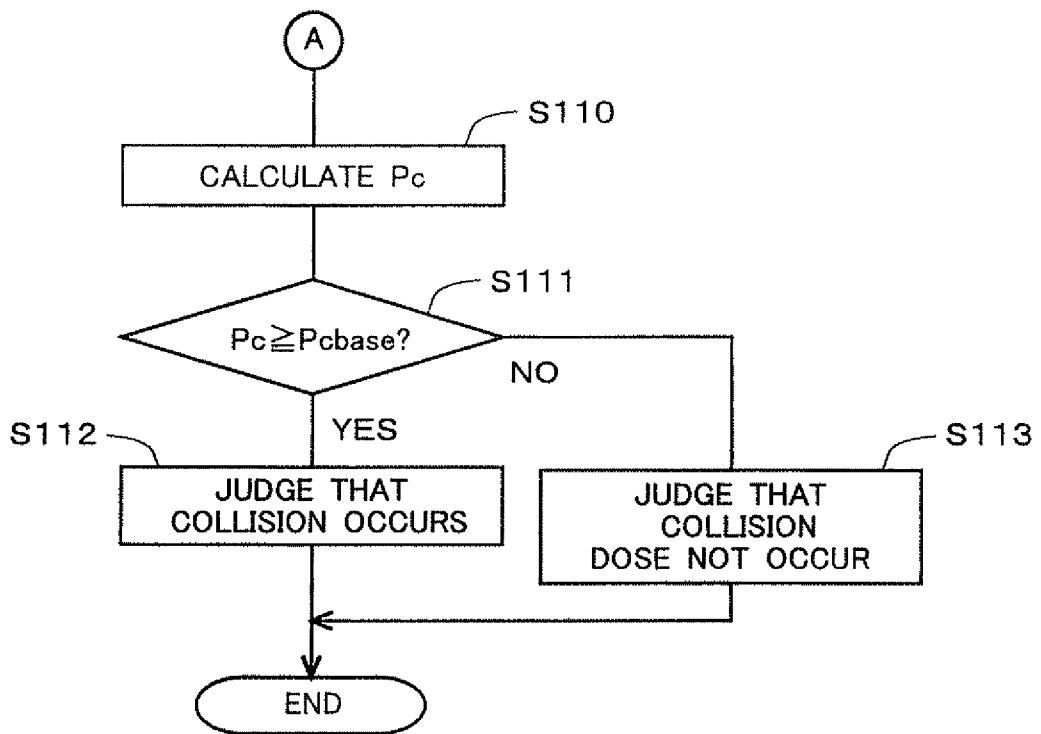 A
S110
CALCULATE Pc
S111
Pc≧Pcbase?
NO
YES
S112
S113
JUDGE THAT
COLLISION OCCURS
JUDGE THAT
COLLISION
DOSE NOT OCCUR
END